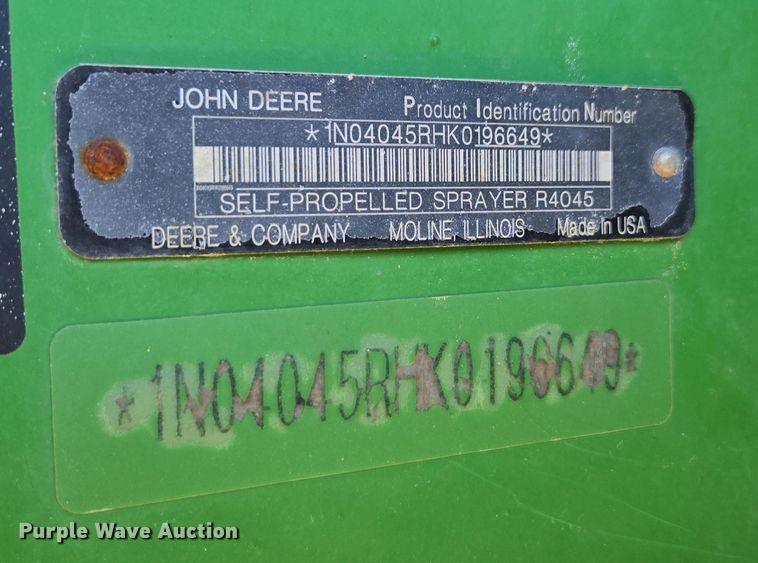 JOHN DEERE Product Identification Number
*1N04045RHK0196649*
SELF-PROPELLED SPRAYER R4045
DEERE & COMPANY MOLINE, ILLINOIS Made in USA
*1N04045RHK0196649*
Purple Wave Auction